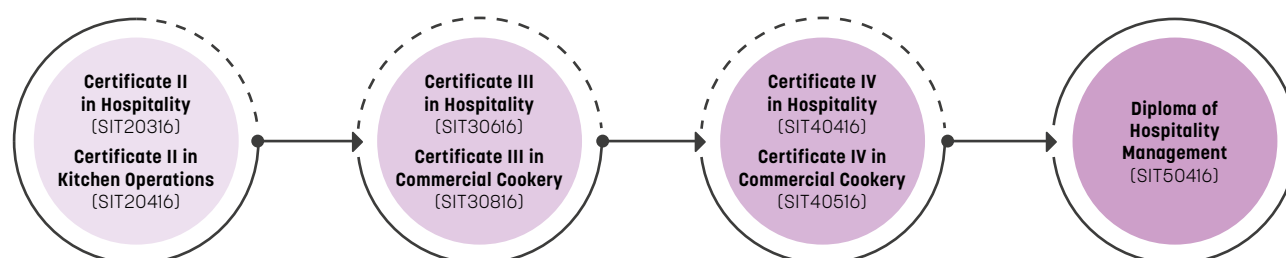 Certificate II
in Hospitality
(SIT20316)
Certificate II in
Kitchen Operations
(SIT20416)
Certificate III
in Hospitality
(SIT30616)
Certificate III in
Commercial Cookery
(SIT30816)
Certificate IV
in Hospitality
(SIT40416)
Certificate IV in
Commercial Cookery
(SIT40516)
Diploma of
Hospitality
Management
(SIT50416)